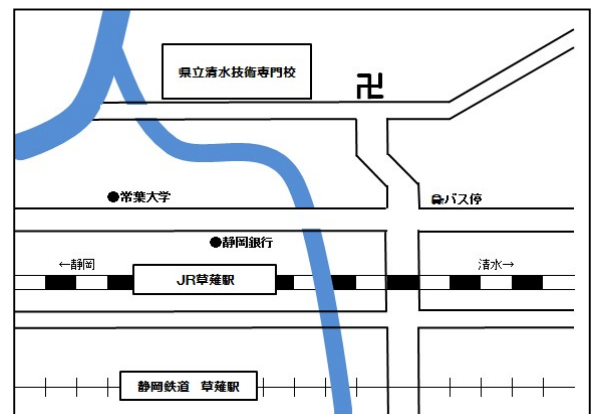 県立清水技術専門校
卍
●常葉大学
バス停
●静岡銀行
←静岡
清水→
JR草薙駅
静岡鉄道　草薙駅